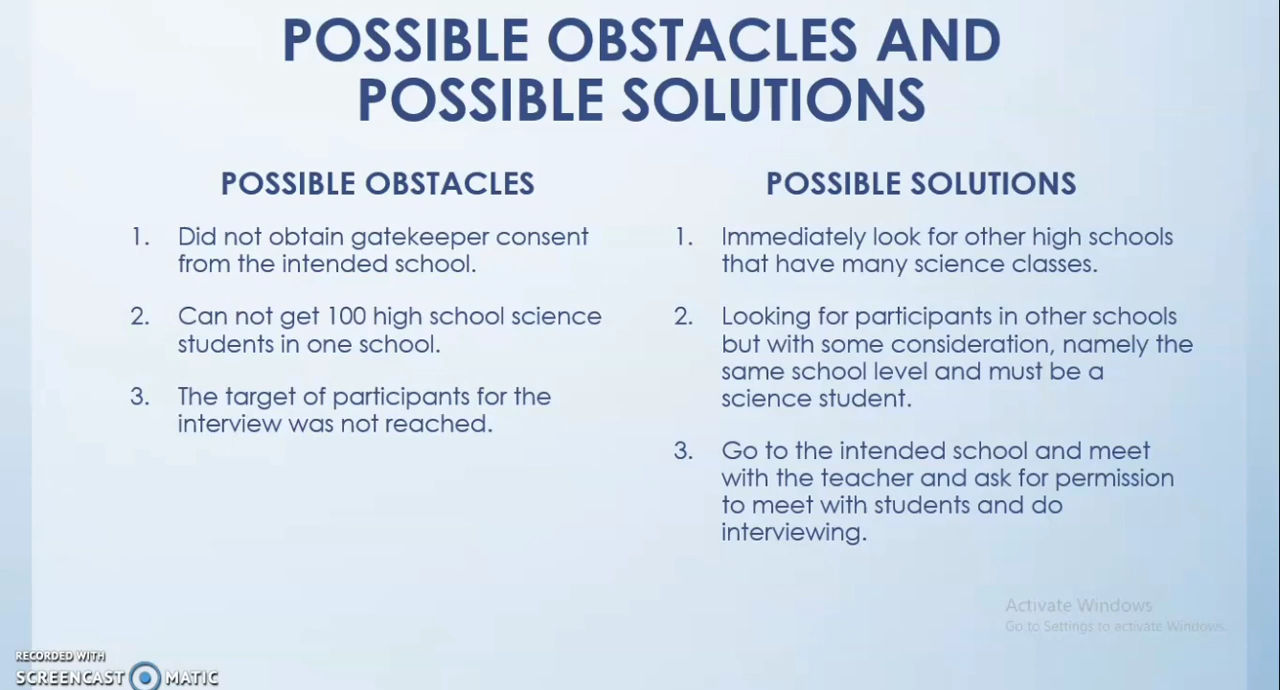 POSSIBLE OBSTACLES AND
POSSIBLE SOLUTIONS
POSSIBLE OBSTACLES
1. Did not obtain gatekeeper consent
from the intended school.
2. Can not get 100 high school science
students in one school.
3. The target of participants for the
interview was not reached.
POSSIBLE SOLUTIONS
1. Immediately look for other high schools
that have many science classes.
2. Looking for participants in other schools
but with some consideration, namely the
same school level and must be a
science student.
3. Go to the intended school and meet
with the teacher and ask for permission
to meet with students and do
interviewing.
Activate Windows
Go to Settings to activate Windows.
RECORDED WITH
SCREENCAST MATIC